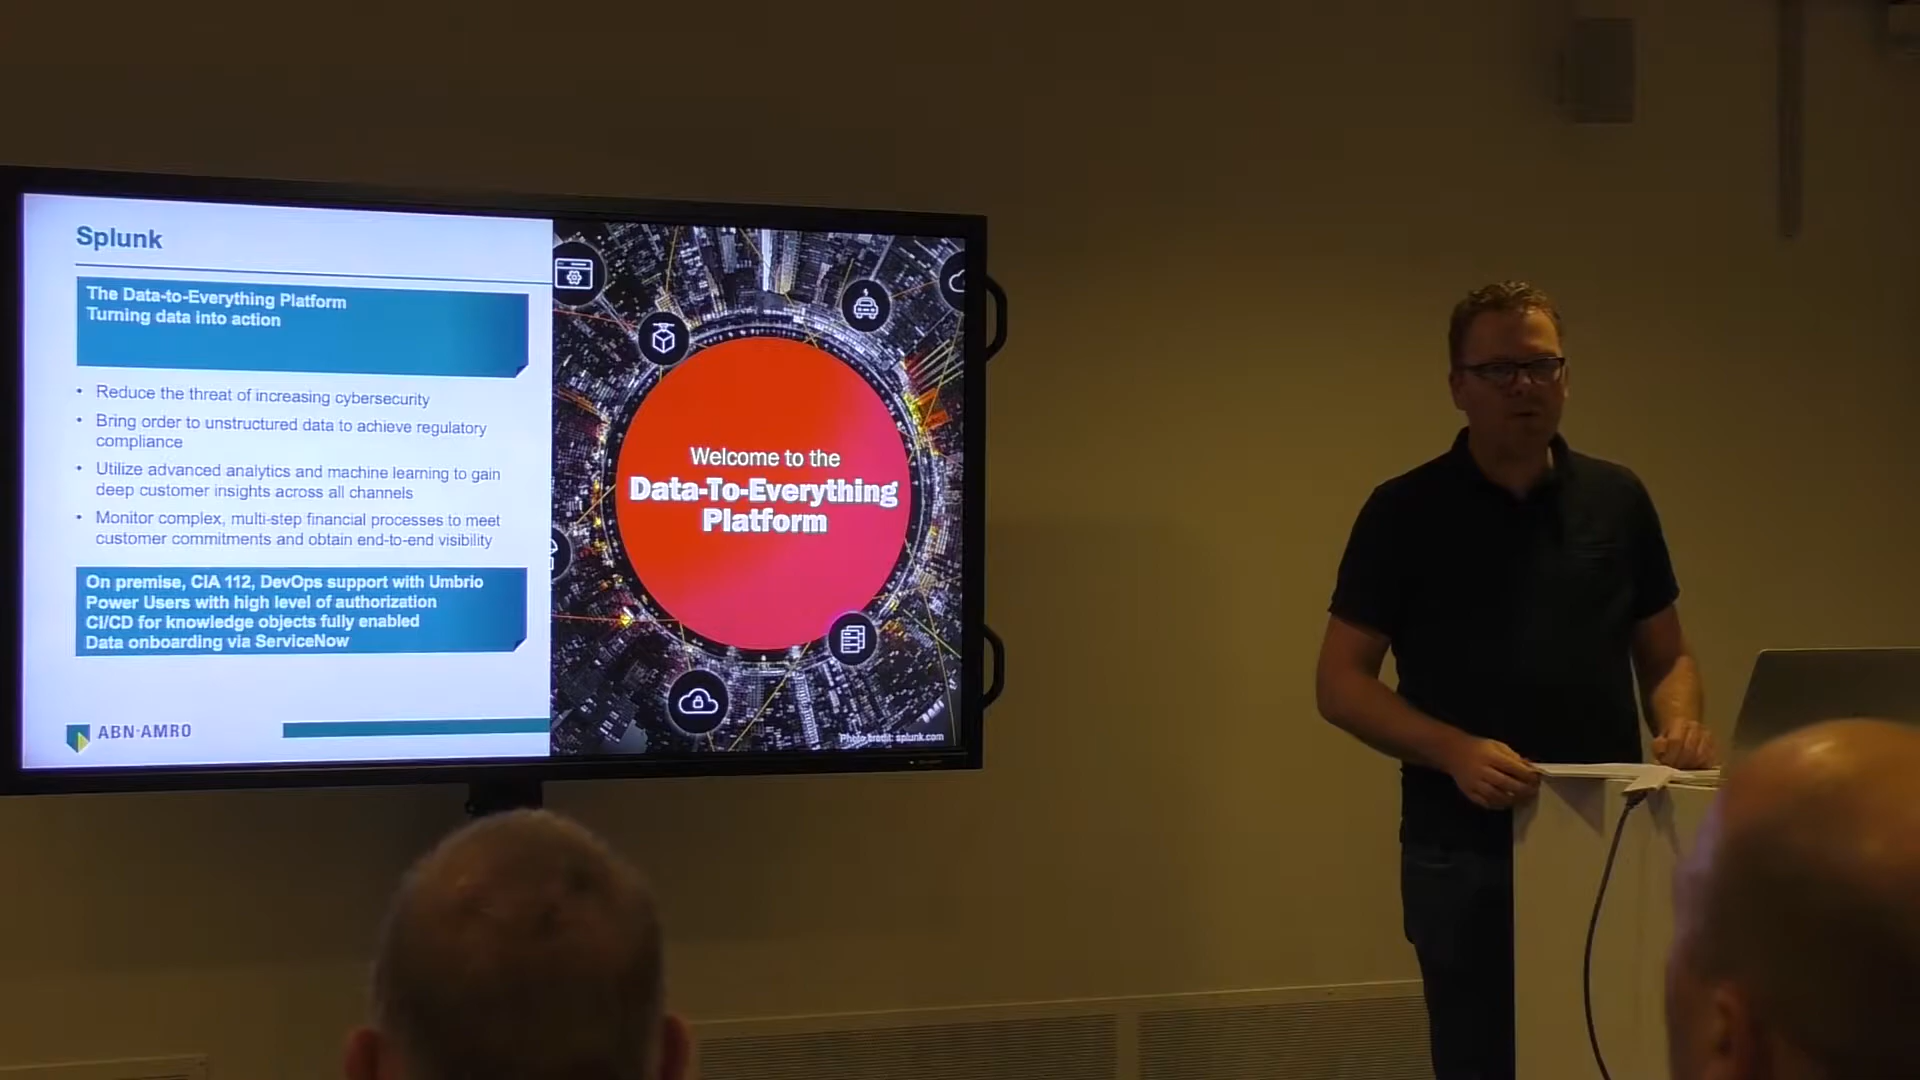 Splunk
The Data-to-Everything Platform
Turning data into action
• Reduce the threat of increasing cybersecurity
• Bring order to unstructured data to achieve regulatory
compliance
• Utilize advanced analytics and machine learning to gain
deep customer insights across all channels
• Monitor complex, multi-step financial processes to meet
customer commitments and obtain end-to-end visibility
On premise, CIA 112, DevOps support with Umbrio
Power Users with high level of authorization
CI/CD for knowledge objects fully enabled
Data onboarding via ServiceNow
ABN·AMRO
Welcome to the
Data-To-Everything
Platform
Photo credit: splunk.com